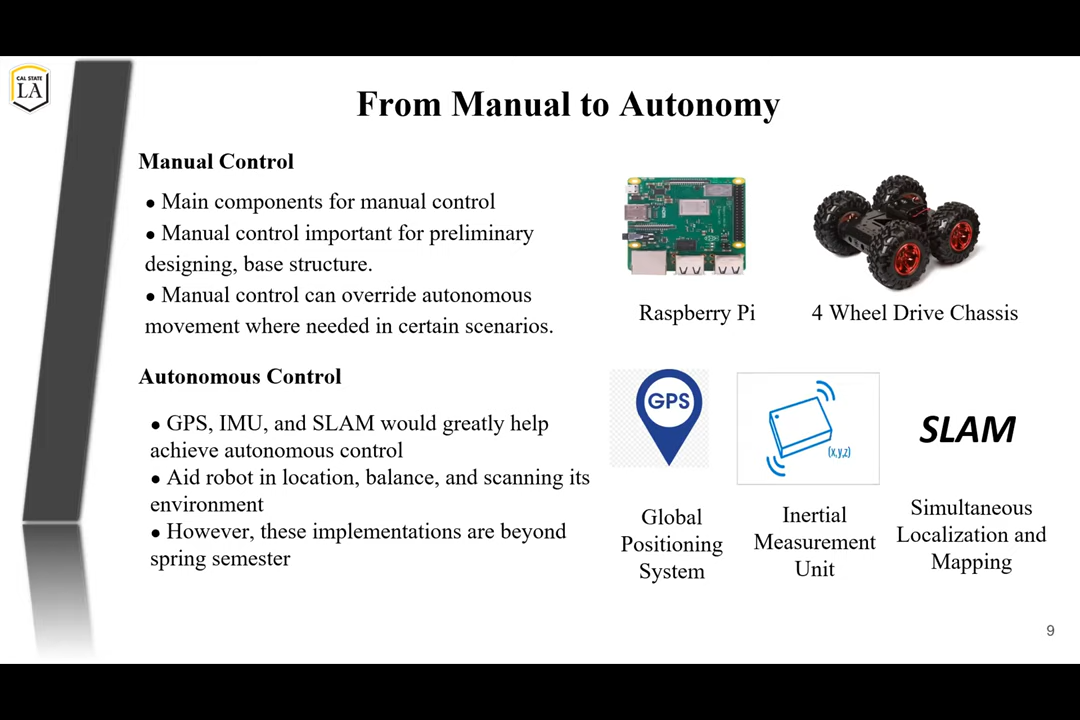 CAL STATE
LA
From Manual to Autonomy
Manual Control
● Main components for manual control
● Manual control important for preliminary
designing, base structure.
● Manual control can override autonomous
movement where needed in certain scenarios.
Raspberry Pi
4 Wheel Drive Chassis
Autonomous Control
● GPS, IMU, and SLAM would greatly help
achieve autonomous control
● Aid robot in location, balance, and scanning its
environment
● However, these implementations are beyond
spring semester
GPS
(x,y,z)
SLAM
Global
Positioning
System
Inertial
Measurement
Unit
Simultaneous
Localization and
Mapping
9